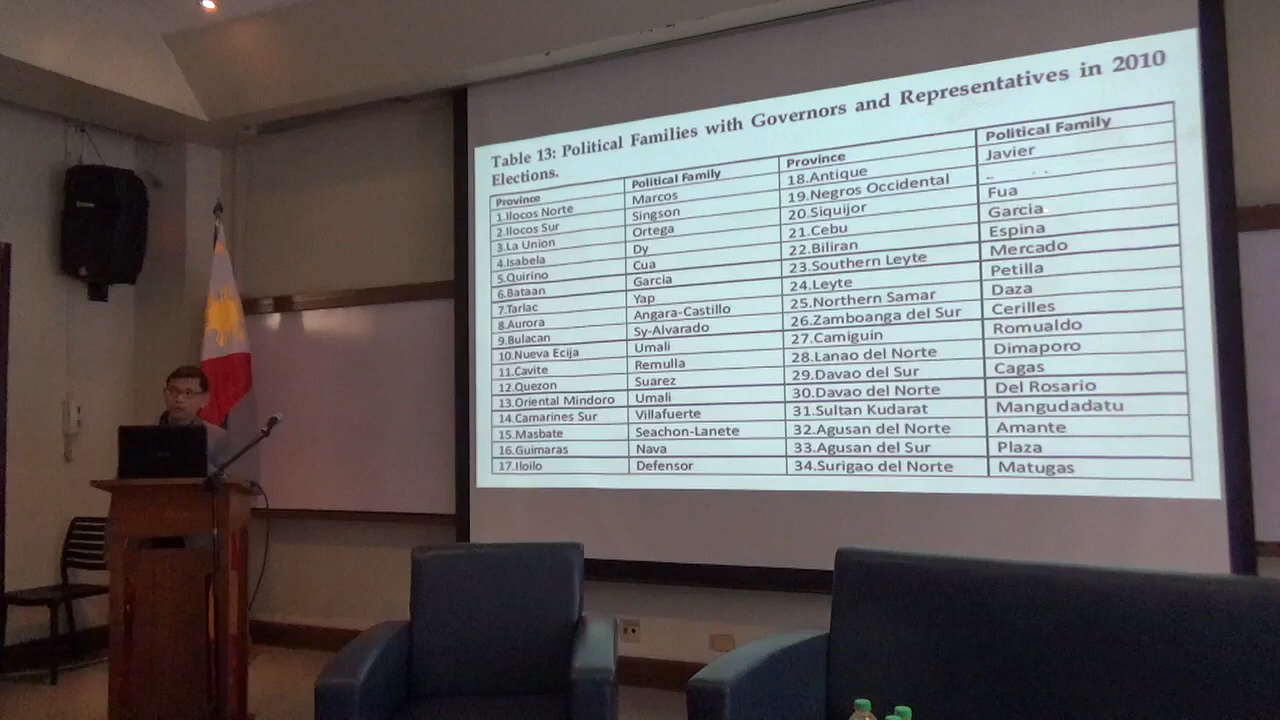 Table 13: Political Families with Governors and Representatives in 2010
Elections.
Province Political Family Province Political Family
1.Ilocos Norte Marcos 18.Antique Javier
2.Ilocos Sur Singson 19.Negros Occidental
3.La Union Ortega 20.Siquijor Fua
4.Isabela Dy 21.Cebu Garcia
5.Quirino Cua 22.Biliran Espina
6.Bataan Garcia 23.Southern Leyte Mercado
7.Tarlac Yap 24.Leyte Petilla
8.Aurora Angara-Castillo 25.Northern Samar Daza
9.Bulacan Sy-Alvarado 26.Zamboanga del Sur Cerilles
10.Nueva Ecija Umali 27.Camiguin Romualdo
11.Cavite Remulla 28.Lanao del Norte Dimaporo
12.Quezon Suarez 29.Davao del Sur Cagas
13.Oriental Mindoro Umali 30.Davao del Norte Del Rosario
14.Camarines Sur Villafuerte 31.Sultan Kudarat Mangudadatu
15.Masbate Seachon-Lanete 32.Agusan del Norte Amante
16.Guimaras Nava 33.Agusan del Sur Plaza
17.Iloilo Defensor 34.Surigao del Norte Matugas